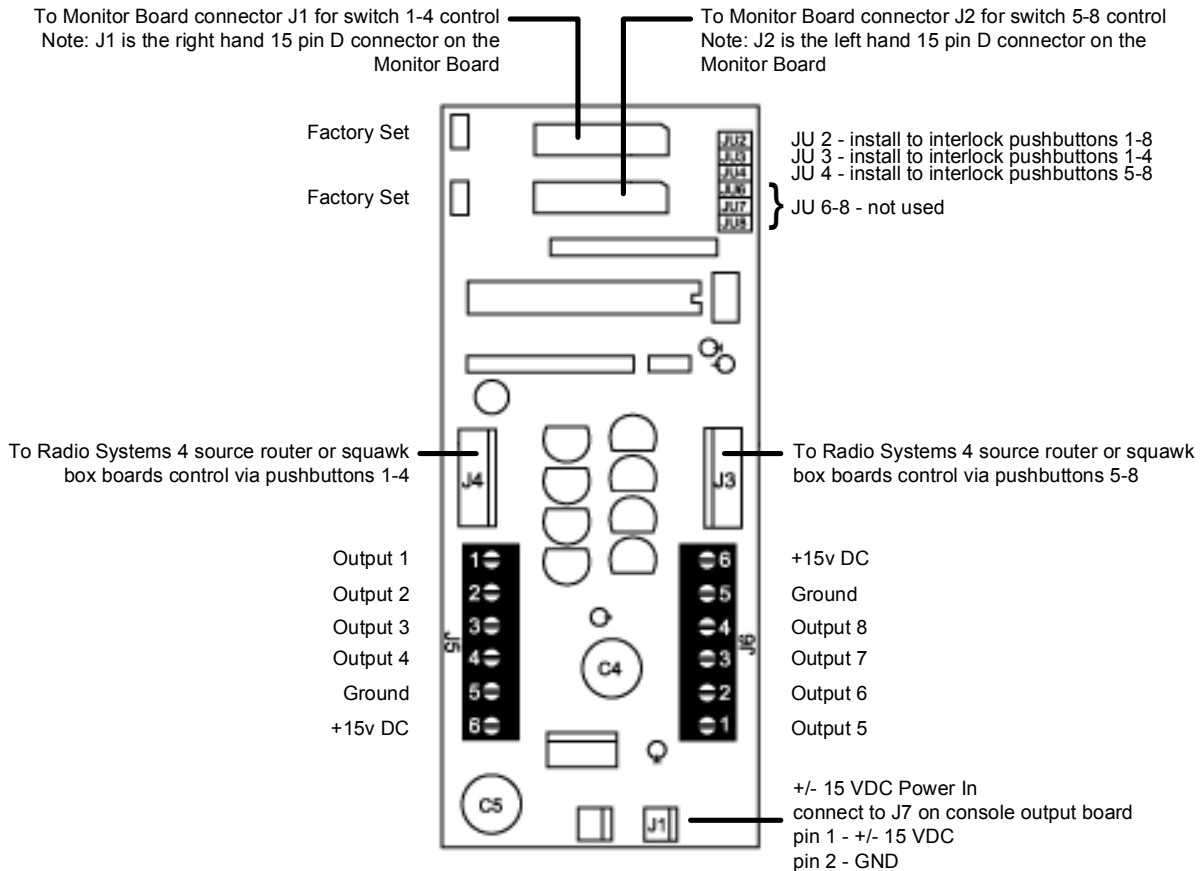 To Monitor Board connector J1 for switch 1-4 control
Note: J1 is the right hand 15 pin D connector on the
Monitor Board
To Monitor Board connector J2 for switch 5-8 control
Note: J2 is the left hand 15 pin D connector on the
Monitor Board
Factory Set
Factory Set
JU2
JU3
JU4
JU6
JU7
JU8
JU 2 - install to interlock pushbuttons 1-8
JU 3 - install to interlock pushbuttons 1-4
JU 4 - install to interlock pushbuttons 5-8
} JU 6-8 - not used
To Radio Systems 4 source router or squawk
box boards control via pushbuttons 1-4
J4
J3
To Radio Systems 4 source router or squawk
box boards control via pushbuttons 5-8
Output 1
Output 2
Output 3
Output 4
Ground
+15v DC
1
2
3
4
5
6
J5
C4
6
5
4
3
2
1
J6
+15v DC
Ground
Output 8
Output 7
Output 6
Output 5
C5
J1
+/- 15 VDC Power In
connect to J7 on console output board
pin 1 - +/- 15 VDC
pin 2 - GND